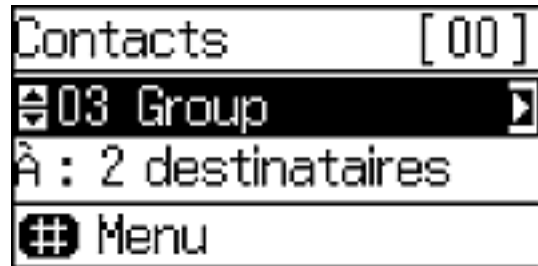 Contacts [00]
03 Group
À : 2 destinataires
# Menu